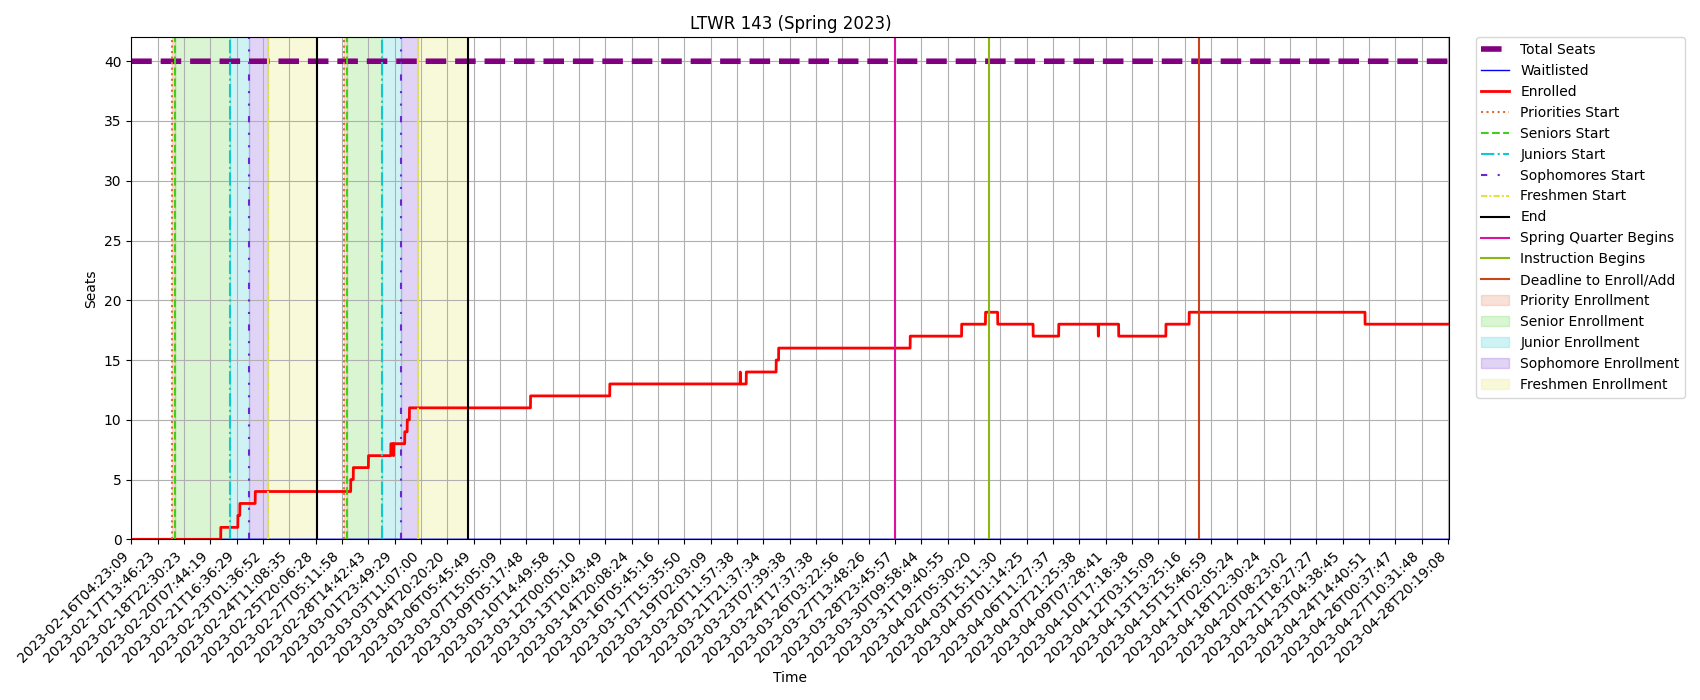 LTWR 143 (Spring 2023)
Seats
40
35
30
25
20
15
10
5
0
2023-02-16T04:23:09
2023-02-17T13:46:23
2023-02-18T22:30:23
2023-02-20T07:44:19
2023-02-21T16:36:29
2023-02-23T01:36:52
2023-02-24T11:08:35
2023-02-25T20:06:28
2023-02-27T05:11:58
2023-02-28T14:42:43
2023-03-01T23:49:29
2023-03-03T11:07:00
2023-03-04T20:20:20
2023-03-06T05:45:49
2023-03-07T15:05:09
2023-03-09T05:17:48
2023-03-10T14:49:58
2023-03-12T00:05:10
2023-03-13T10:43:49
2023-03-14T20:08:24
2023-03-16T05:45:16
2023-03-17T15:35:50
2023-03-19T02:03:09
2023-03-20T11:57:38
2023-03-21T21:37:34
2023-03-23T07:39:38
2023-03-24T17:37:38
2023-03-26T03:22:56
2023-03-27T13:48:26
2023-03-28T23:45:57
2023-03-30T09:58:44
2023-03-31T19:40:55
2023-04-02T05:30:20
2023-04-03T15:11:30
2023-04-05T01:14:25
2023-04-06T11:27:37
2023-04-07T21:25:38
2023-04-09T07:28:41
2023-04-10T17:18:38
2023-04-12T03:15:09
2023-04-13T13:25:16
2023-04-15T15:46:59
2023-04-17T02:05:24
2023-04-18T12:30:24
2023-04-20T08:23:02
2023-04-21T18:27:27
2023-04-23T04:38:45
2023-04-24T14:40:51
2023-04-26T00:37:47
2023-04-27T10:31:48
2023-04-28T20:19:08
Time
Total Seats
Waitlisted
Enrolled
Priorities Start
Seniors Start
Juniors Start
Sophomores Start
Freshmen Start
End
Spring Quarter Begins
Instruction Begins
Deadline to Enroll/Add
Priority Enrollment
Senior Enrollment
Junior Enrollment
Sophomore Enrollment
Freshmen Enrollment